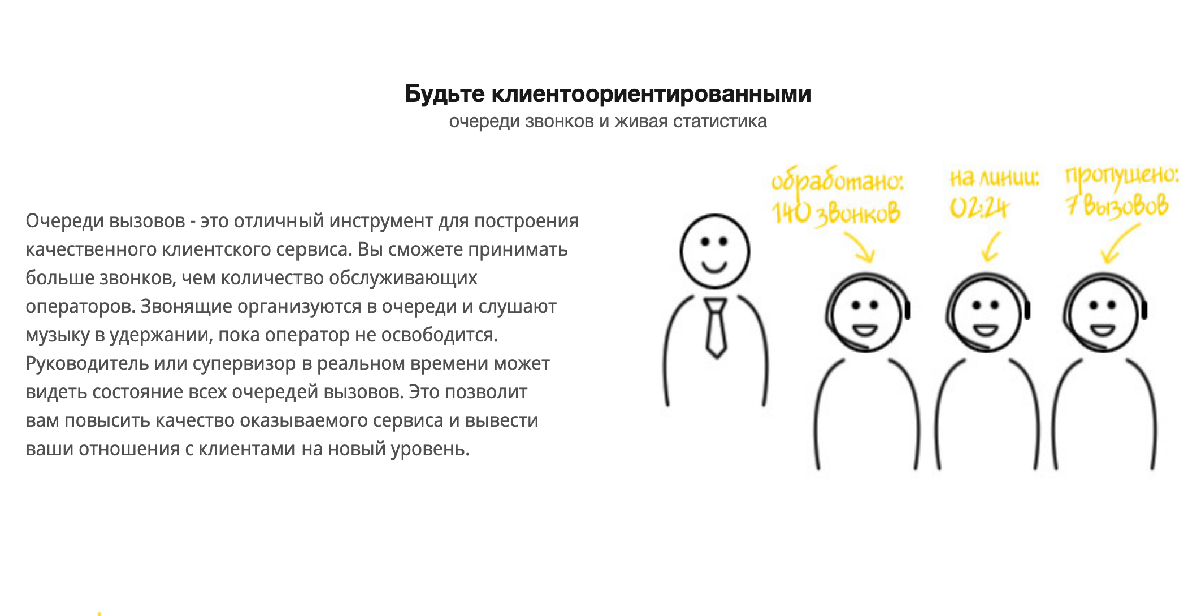 Будьте клиентоориентированными
очереди звонков и живая статистика
Очереди вызовов - это отличный инструмент для построения
качественного клиентского сервиса. Вы сможете принимать
больше звонков, чем количество обслуживающих
операторов. Звонящие организуются в очереди и слушают
музыку в удержании, пока оператор не освободится.
Руководитель или супервизор в реальном времени может
видеть состояние всех очередей вызовов. Это позволит
вам повысить качество оказываемого сервиса и вывести
ваши отношения с клиентами на новый уровень.
обработано:
140 звонков
на линии:
02:24
пропущено:
7 вызовов